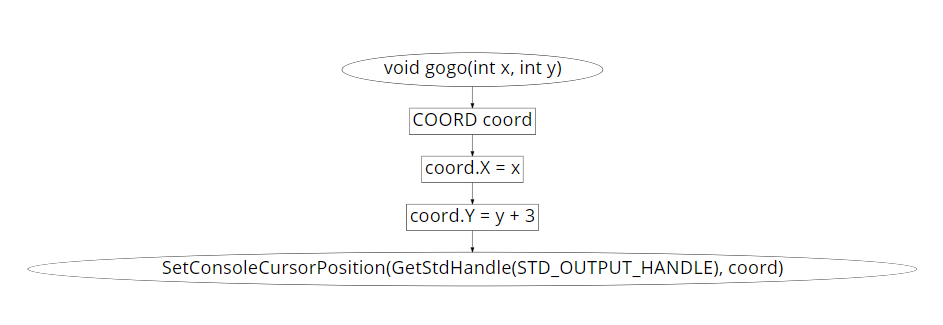 void gogo(int x, int y)
COORD coord
coord.X = x
coord.Y = y + 3
SetConsoleCursorPosition(GetStdHandle(STD_OUTPUT_HANDLE), coord)